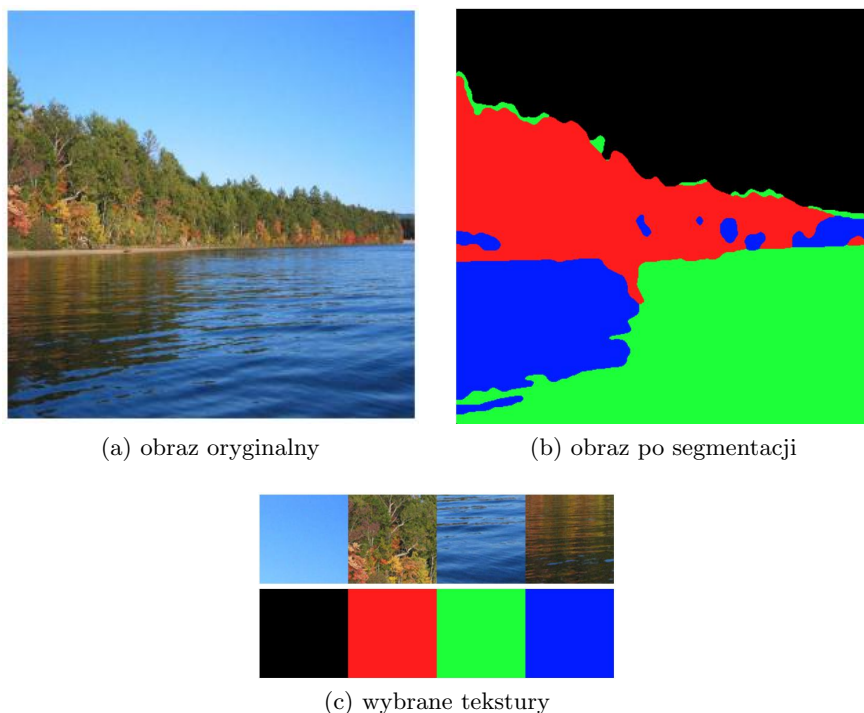 (a) obraz oryginalny
(b) obraz po segmentacji
(c) wybrane tekstury